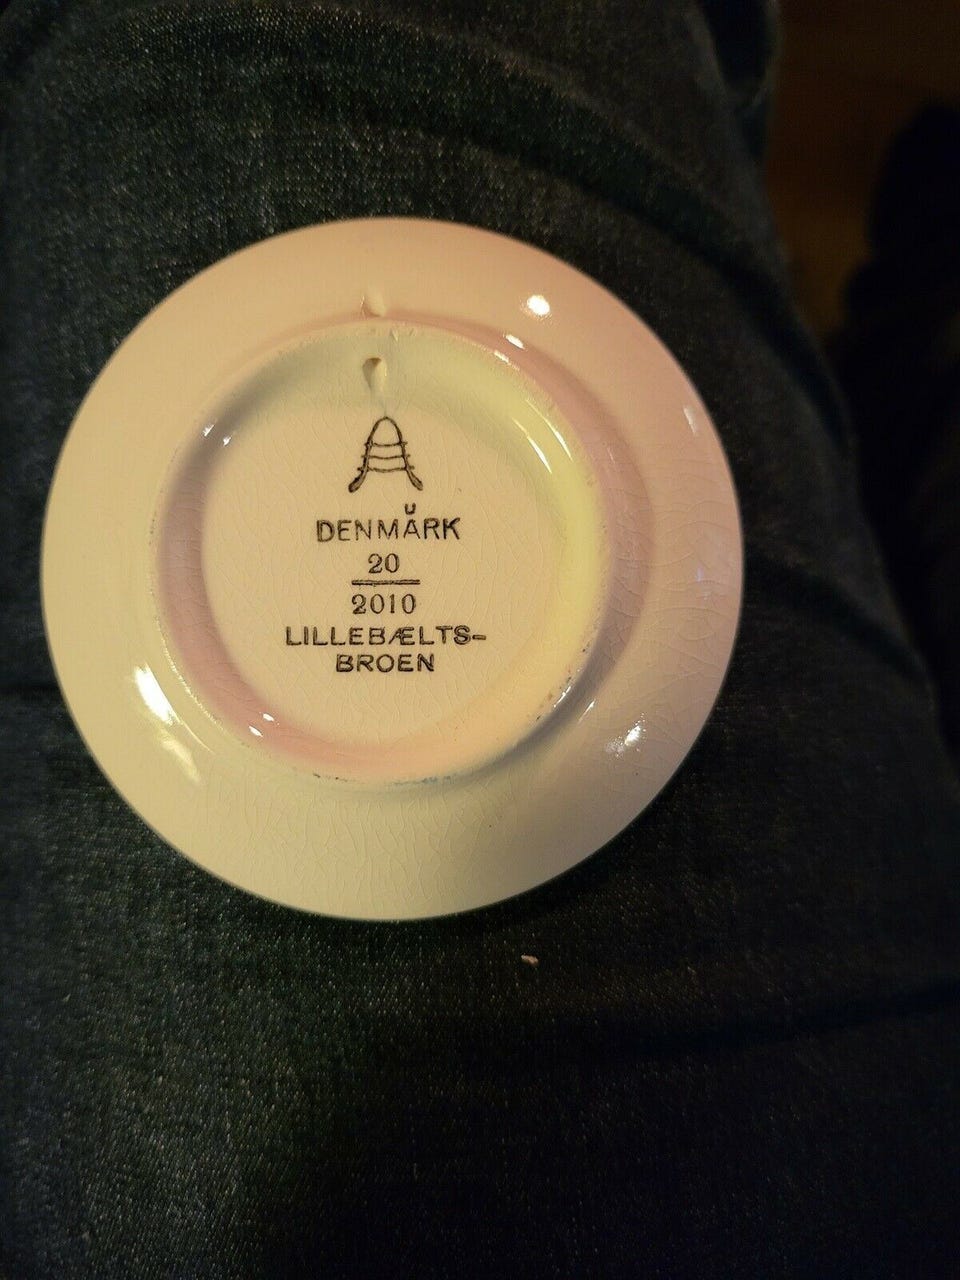 DENMARK
20
2010
LILLEBÆLTS-
BROEN